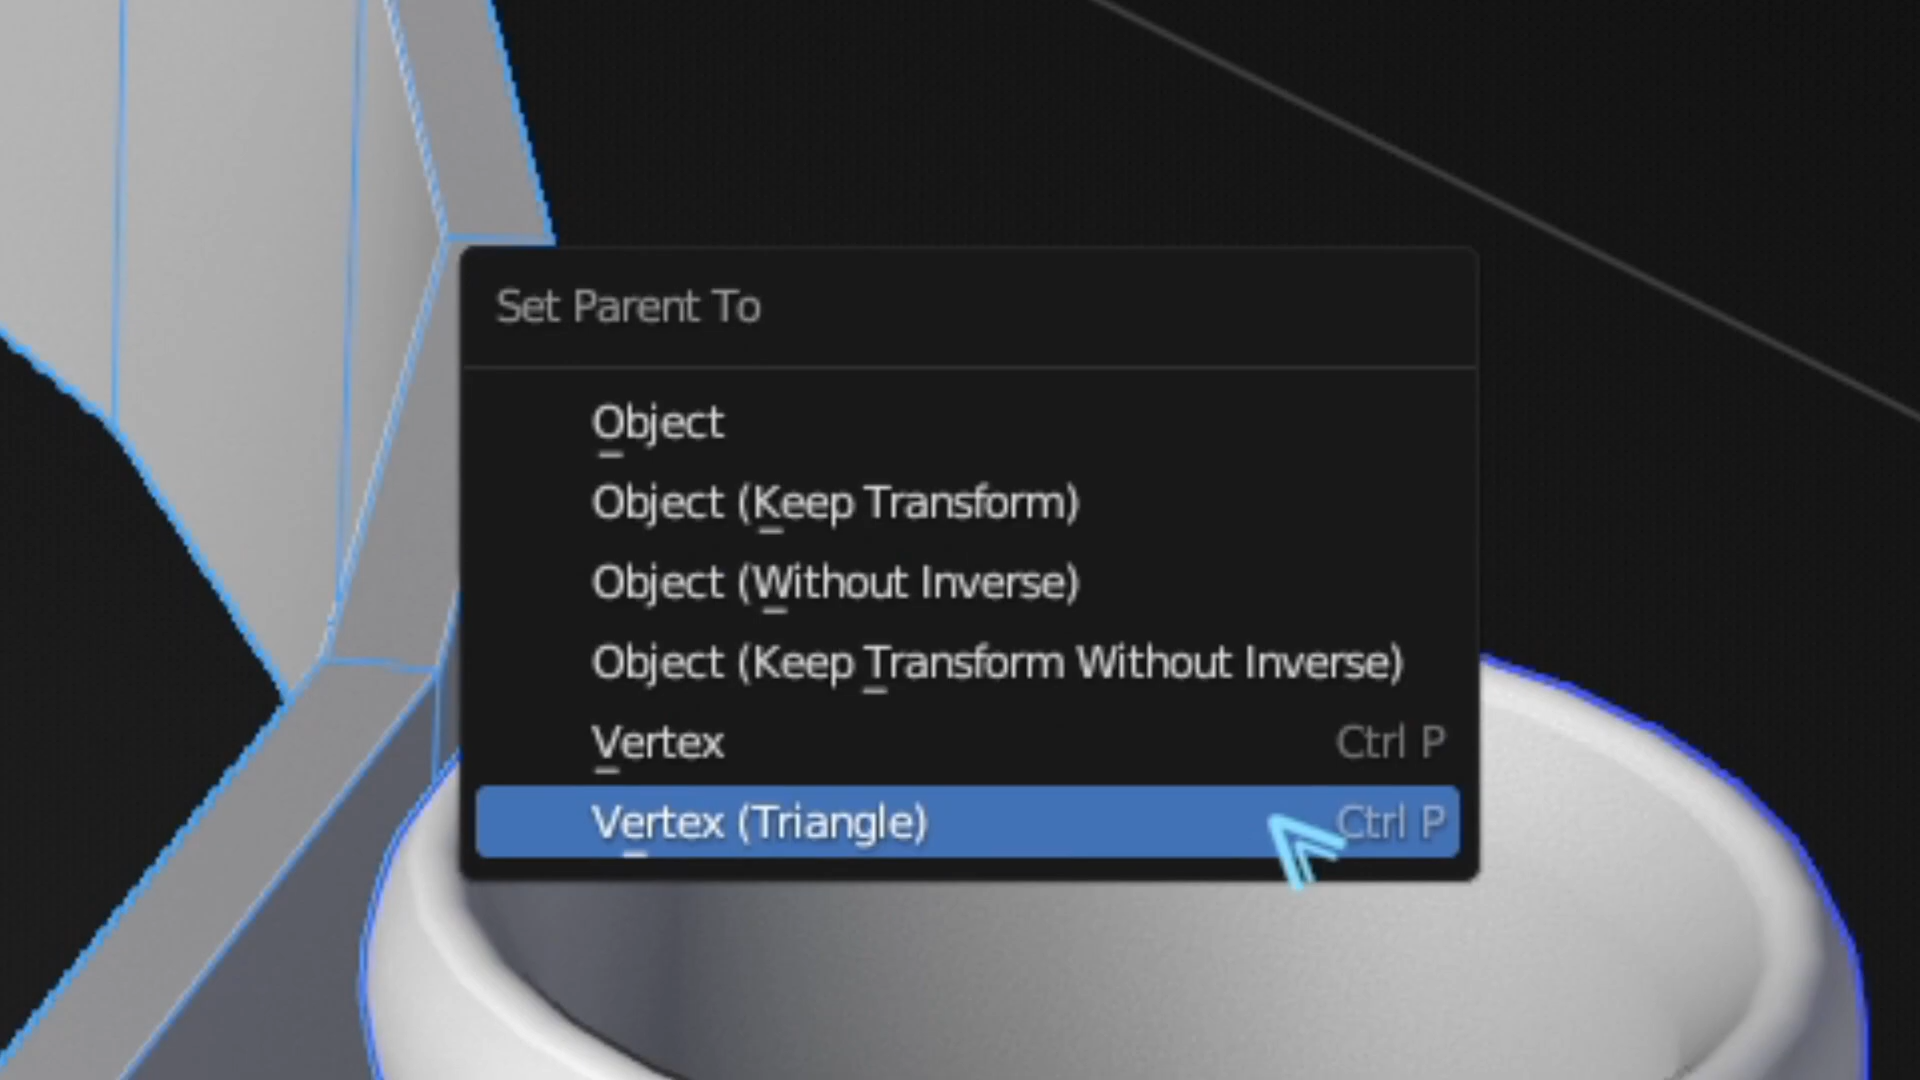 Set Parent To
Object
Object (Keep Transform)
Object (Without Inverse)
Object (Keep Transform Without Inverse)
Vertex Ctrl P
Vertex (Triangle) Ctrl P